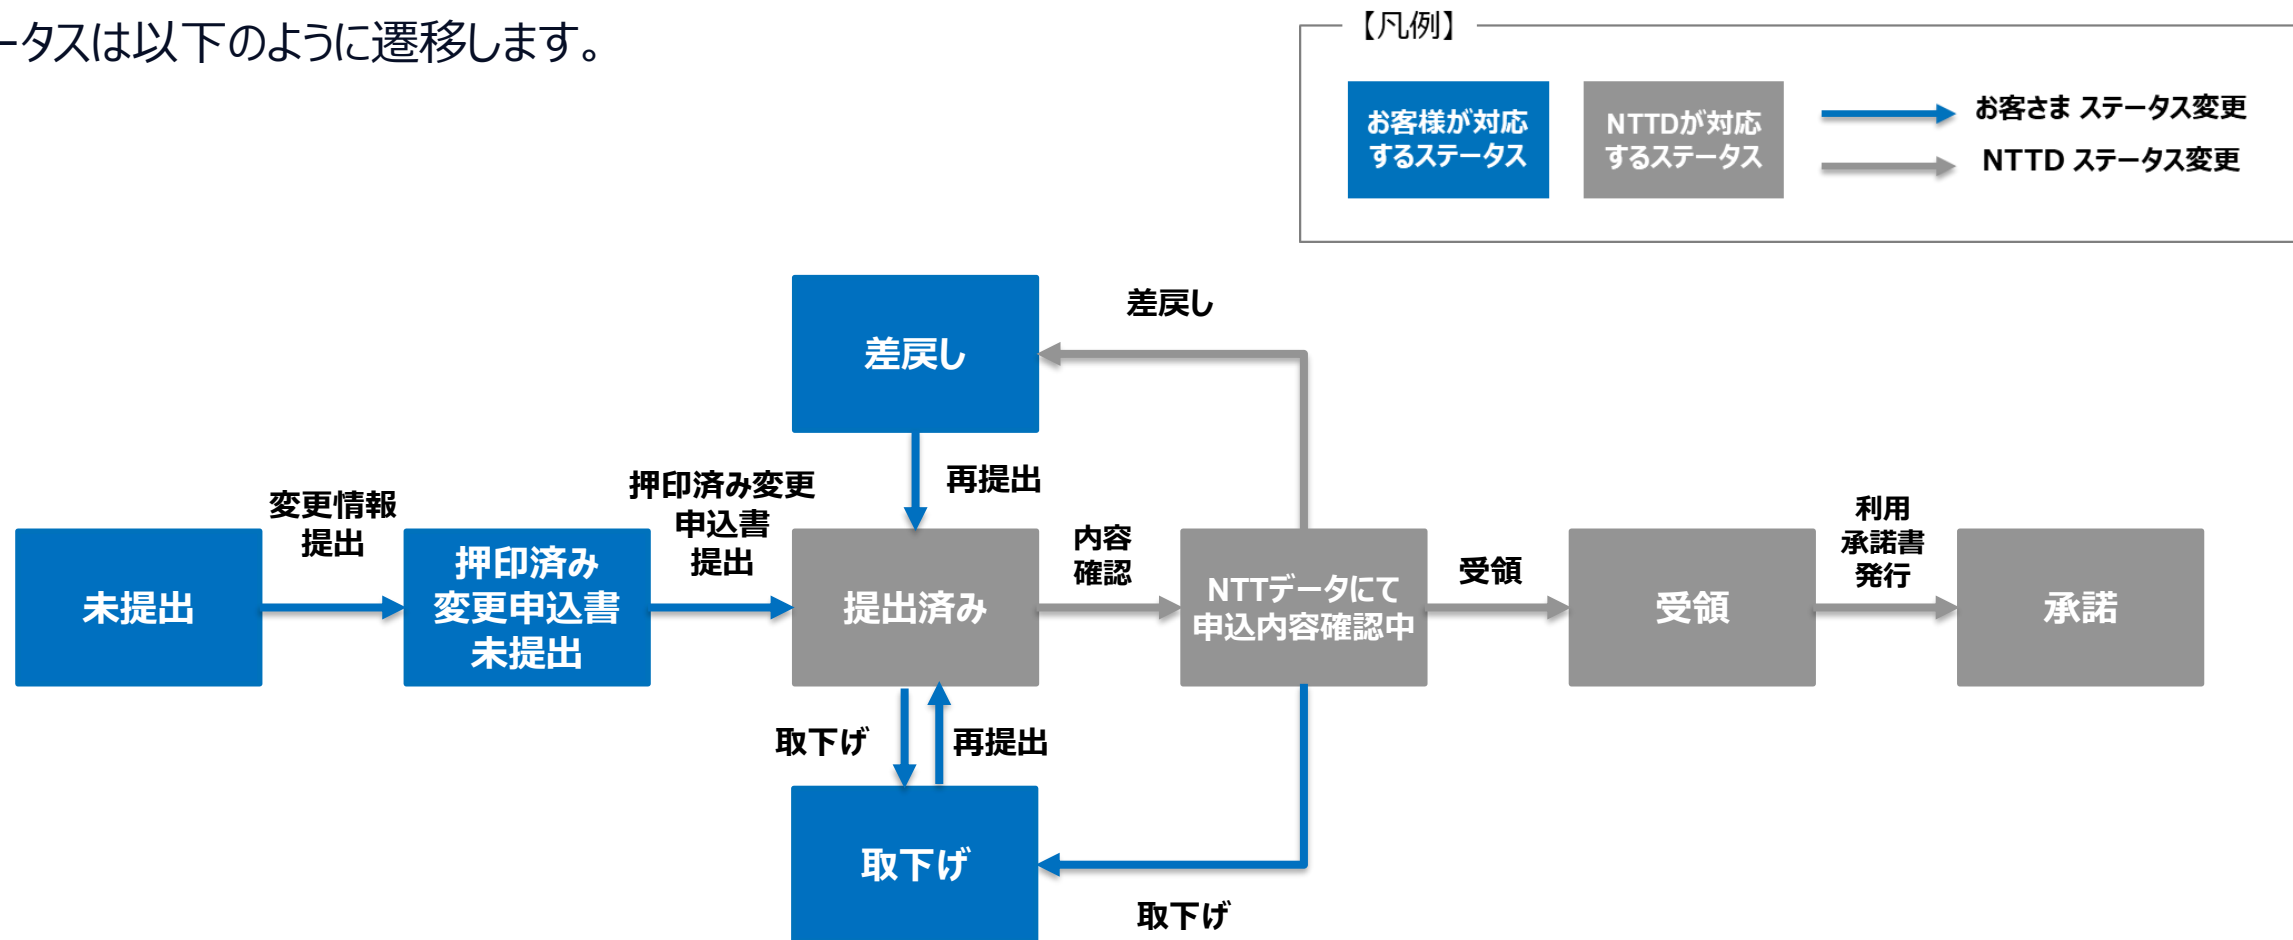 ータスは以下のように遷移します。
【凡例】
お客様が対応
するステータス
NTTDが対応
するステータス
お客さま ステータス変更
NTTD ステータス変更
差戻し
差戻し
再提出
変更情報
提出
押印済み変更
申込書
提出
内容
確認
受領
利用
承諾書
発行
未提出
押印済み
変更申込書
未提出
提出済み
NTTデータにて
申込内容確認中
受領
承諾
取下げ
再提出
取下げ
取下げ